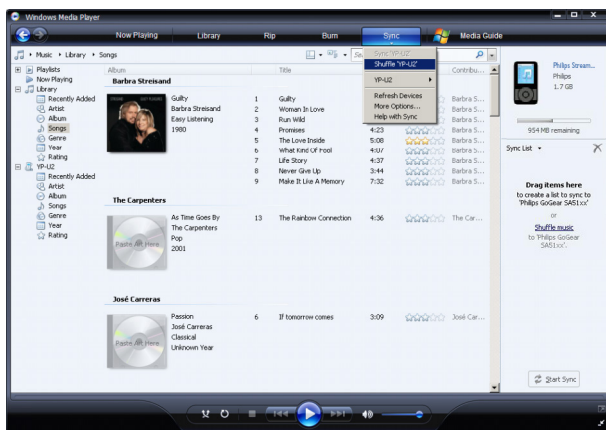 Windows Media Player
Now Playing Library Rip Burn Sync Media Guide
Music Library Songs
Sync 'YP-U2'
Shuffle 'YP-U2'
YP-U2
Refresh Devices
More Options...
Help with Sync
Playlists
Now Playing
Library
Recently Added
Artist
Album
Songs
Genre
Year
Rating
YP-U2
Recently Added
Artist
Album
Songs
Genre
Year
Rating
Album Title Contribu...
Barbra Streisand
Guilty
Barbra Streisand
Easy Listening
1980
1 Guilty Barbra S...
2 Woman In Love Barbra S...
3 Run Wild Barbra S...
4 Promises 4:23 Barbra S...
5 The Love Inside 5:08 Barbra S...
6 What Kind Of Fool 4:07 Barbra S...
7 Life Story 4:37 Barbra S...
8 Never Give Up 3:44 Barbra S...
9 Make It Like A Memory 7:32 Barbra S...
The Carpenters
Paste Art Here
As Time Goes By
The Carpenters
Pop
2001
13 The Rainbow Connection 4:36 The Car...
José Carreras
Paste Art Here
Passion
José Carreras
Classical
Unknown Year
6 If tomorrow comes 3:09 José Car...
Philips Stream...
Philips
1.7 GB
954 MB remaining
Sync List
Drag items here
to create a list to sync to
'Philips GoGear
SA51xx'.
or
Shuffle music
to 'Philips GoGear
SA51xx'.
Start Sync